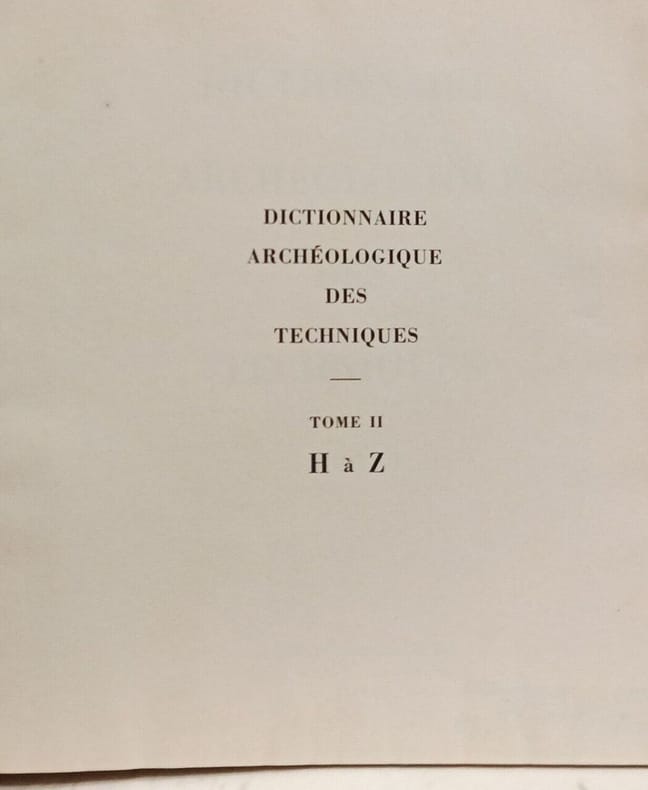 DICTIONNAIRE
ARCHÉOLOGIQUE
DES
TECHNIQUES
TOME II
H à Z